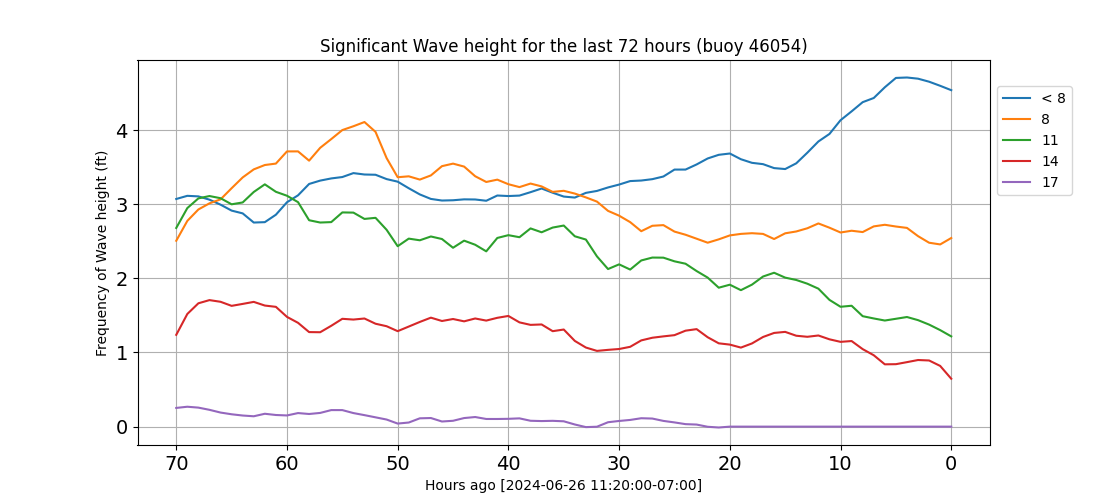 Significant Wave height for the last 72 hours (buoy 46054)
Frequency of Wave height (ft)
4
3
2
1
0
70 60 50 40 30 20 10 0
Hours ago [2024-06-26 11:20:00-07:00]
< 8
8
11
14
17